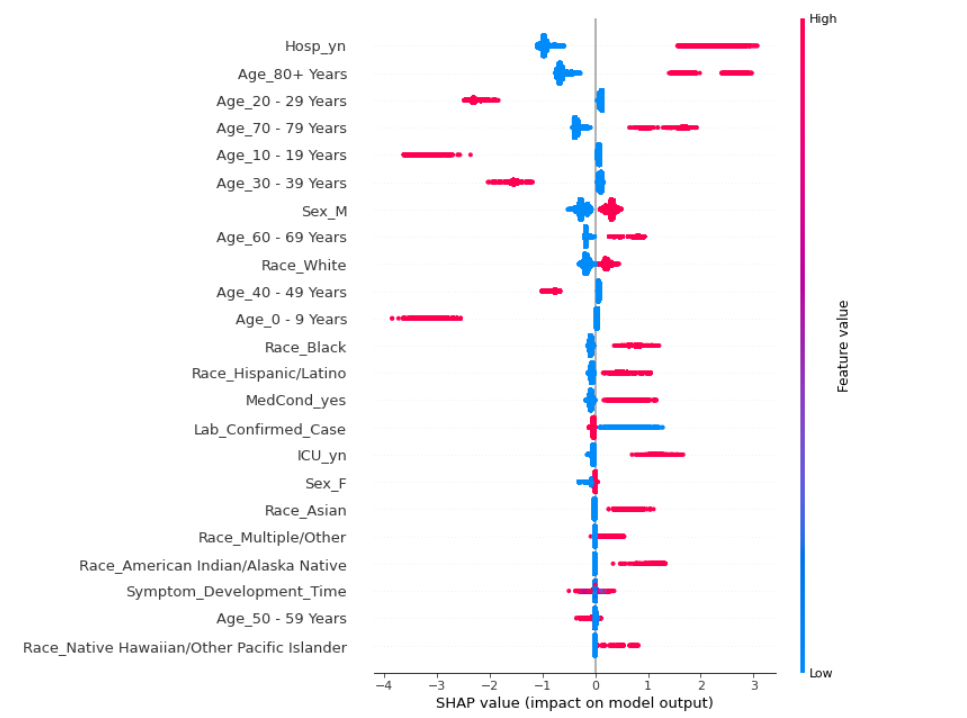 High
Hosp_yn
Age_80+ Years
Age_20 - 29 Years
Age_70 - 79 Years
Age_10 - 19 Years
Age_30 - 39 Years
Sex_M
Age_60 - 69 Years
Race_White
Age_40 - 49 Years
Age_0 - 9 Years
Race_Black
Race_Hispanic/Latino
MedCond_yes
Lab_Confirmed_Case
ICU_yn
Sex_F
Race_Asian
Race_Multiple/Other
Race_American Indian/Alaska Native
Symptom_Development_Time
Age_50 - 59 Years
Race_Native Hawaiian/Other Pacific Islander
Feature value
Low
−4 −3 −2 −1 0 1 2 3
SHAP value (impact on model output)